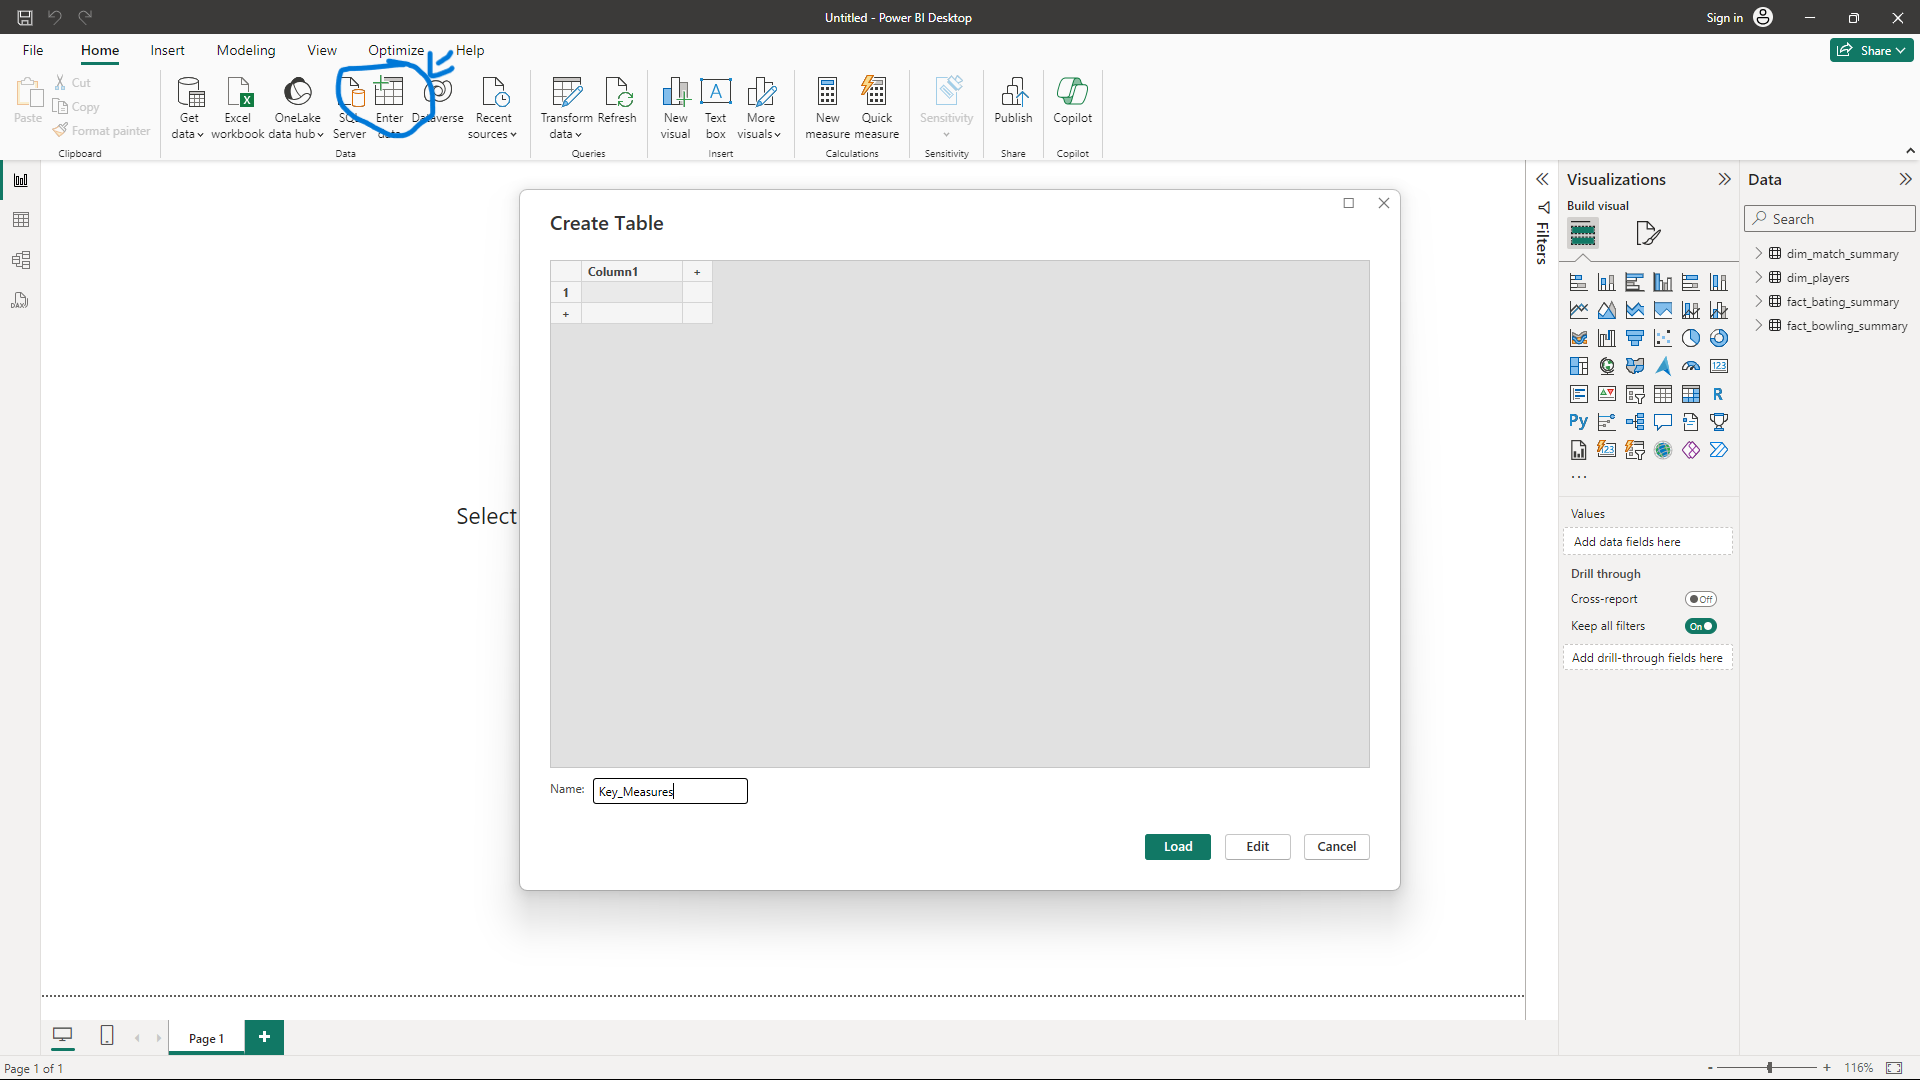 Untitled - Power BI Desktop
Sign in
File Home Insert Modeling View Optimize Help
Share
Paste
Cut
Copy
Format painter
Clipboard
Get data
Excel workbook
OneLake data hub
SQL Server
Enter data
Dataverse
Recent sources
Data
Transform data
Refresh
Queries
New visual
Text box
More visuals
Insert
New measure
Quick measure
Calculations
Sensitivity
Sensitivity
Publish
Share
Copilot
Copilot
DAX
Select
Create Table
Column1 +
1
+
Name: Key_Measures
Load Edit Cancel
Filters
Visualizations
Build visual
123
R
Py
123
...
Values
Add data fields here
Drill through
Cross-report Off
Keep all filters On
Add drill-through fields here
Data
Search
dim_match_summary
dim_players
fact_bating_summary
fact_bowling_summary
Page 1 +
Page 1 of 1
- + 116%